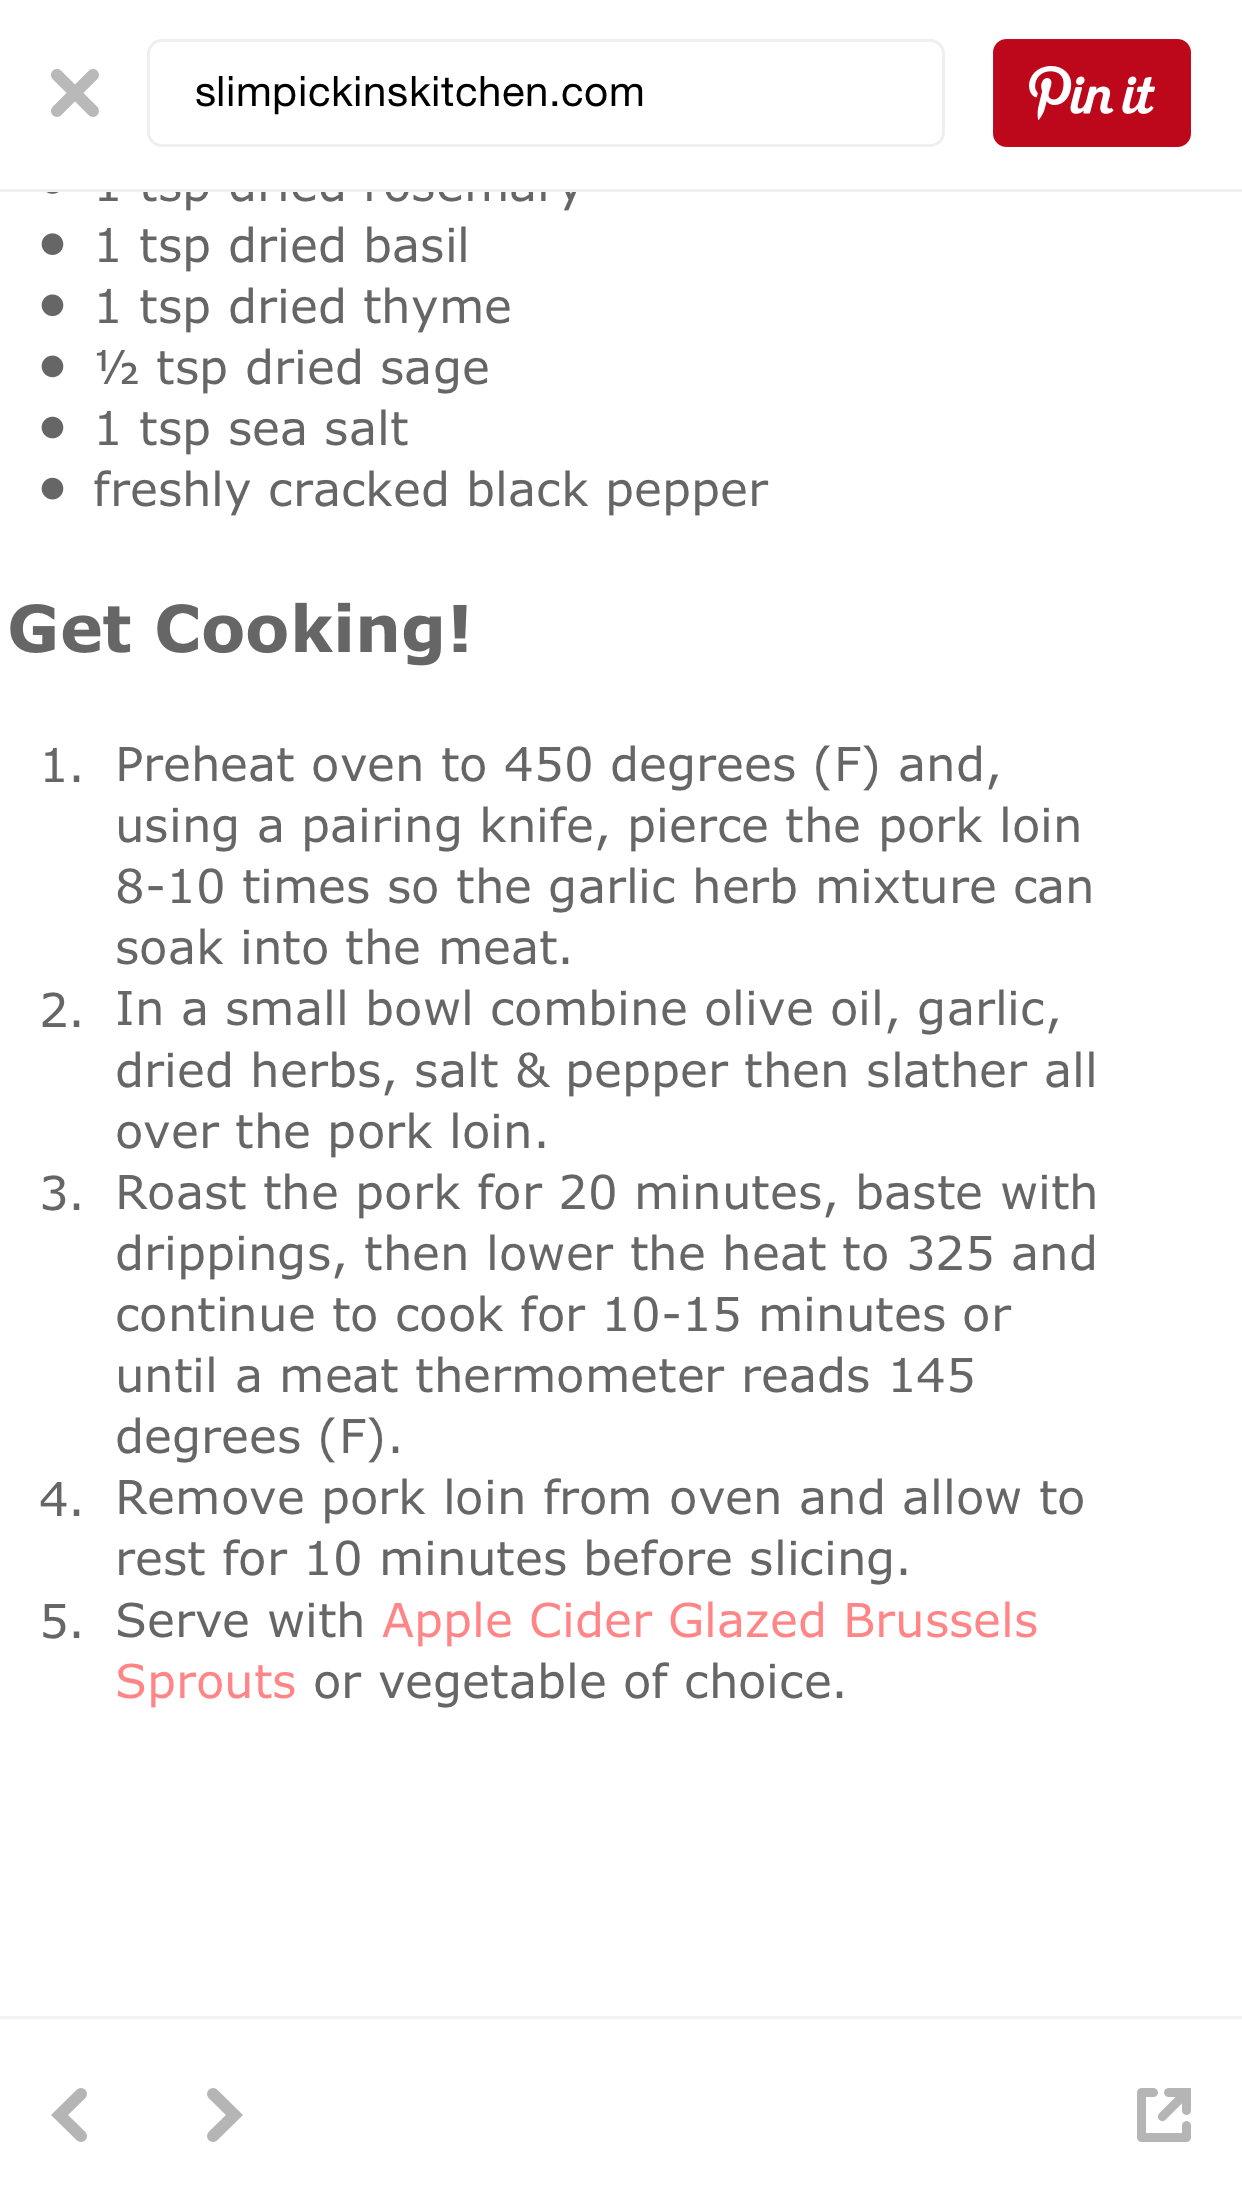 slimpickinskitchen.com
Pin it
• 1 tsp dried rosemary
• 1 tsp dried basil
• 1 tsp dried thyme
• ½ tsp dried sage
• 1 tsp sea salt
• freshly cracked black pepper
Get Cooking!
1. Preheat oven to 450 degrees (F) and,
using a pairing knife, pierce the pork loin
8-10 times so the garlic herb mixture can
soak into the meat.
2. In a small bowl combine olive oil, garlic,
dried herbs, salt & pepper then slather all
over the pork loin.
3. Roast the pork for 20 minutes, baste with
drippings, then lower the heat to 325 and
continue to cook for 10-15 minutes or
until a meat thermometer reads 145
degrees (F).
4. Remove pork loin from oven and allow to
rest for 10 minutes before slicing.
5. Serve with Apple Cider Glazed Brussels
Sprouts or vegetable of choice.